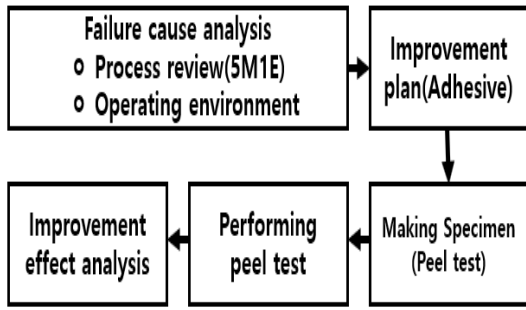 Failure cause analysis
Process review(5M1E)
Operating environment
Improvement
plan(Adhesive)
Making Specimen
(Peel test)
Performing
peel test
Improvement
effect analysis